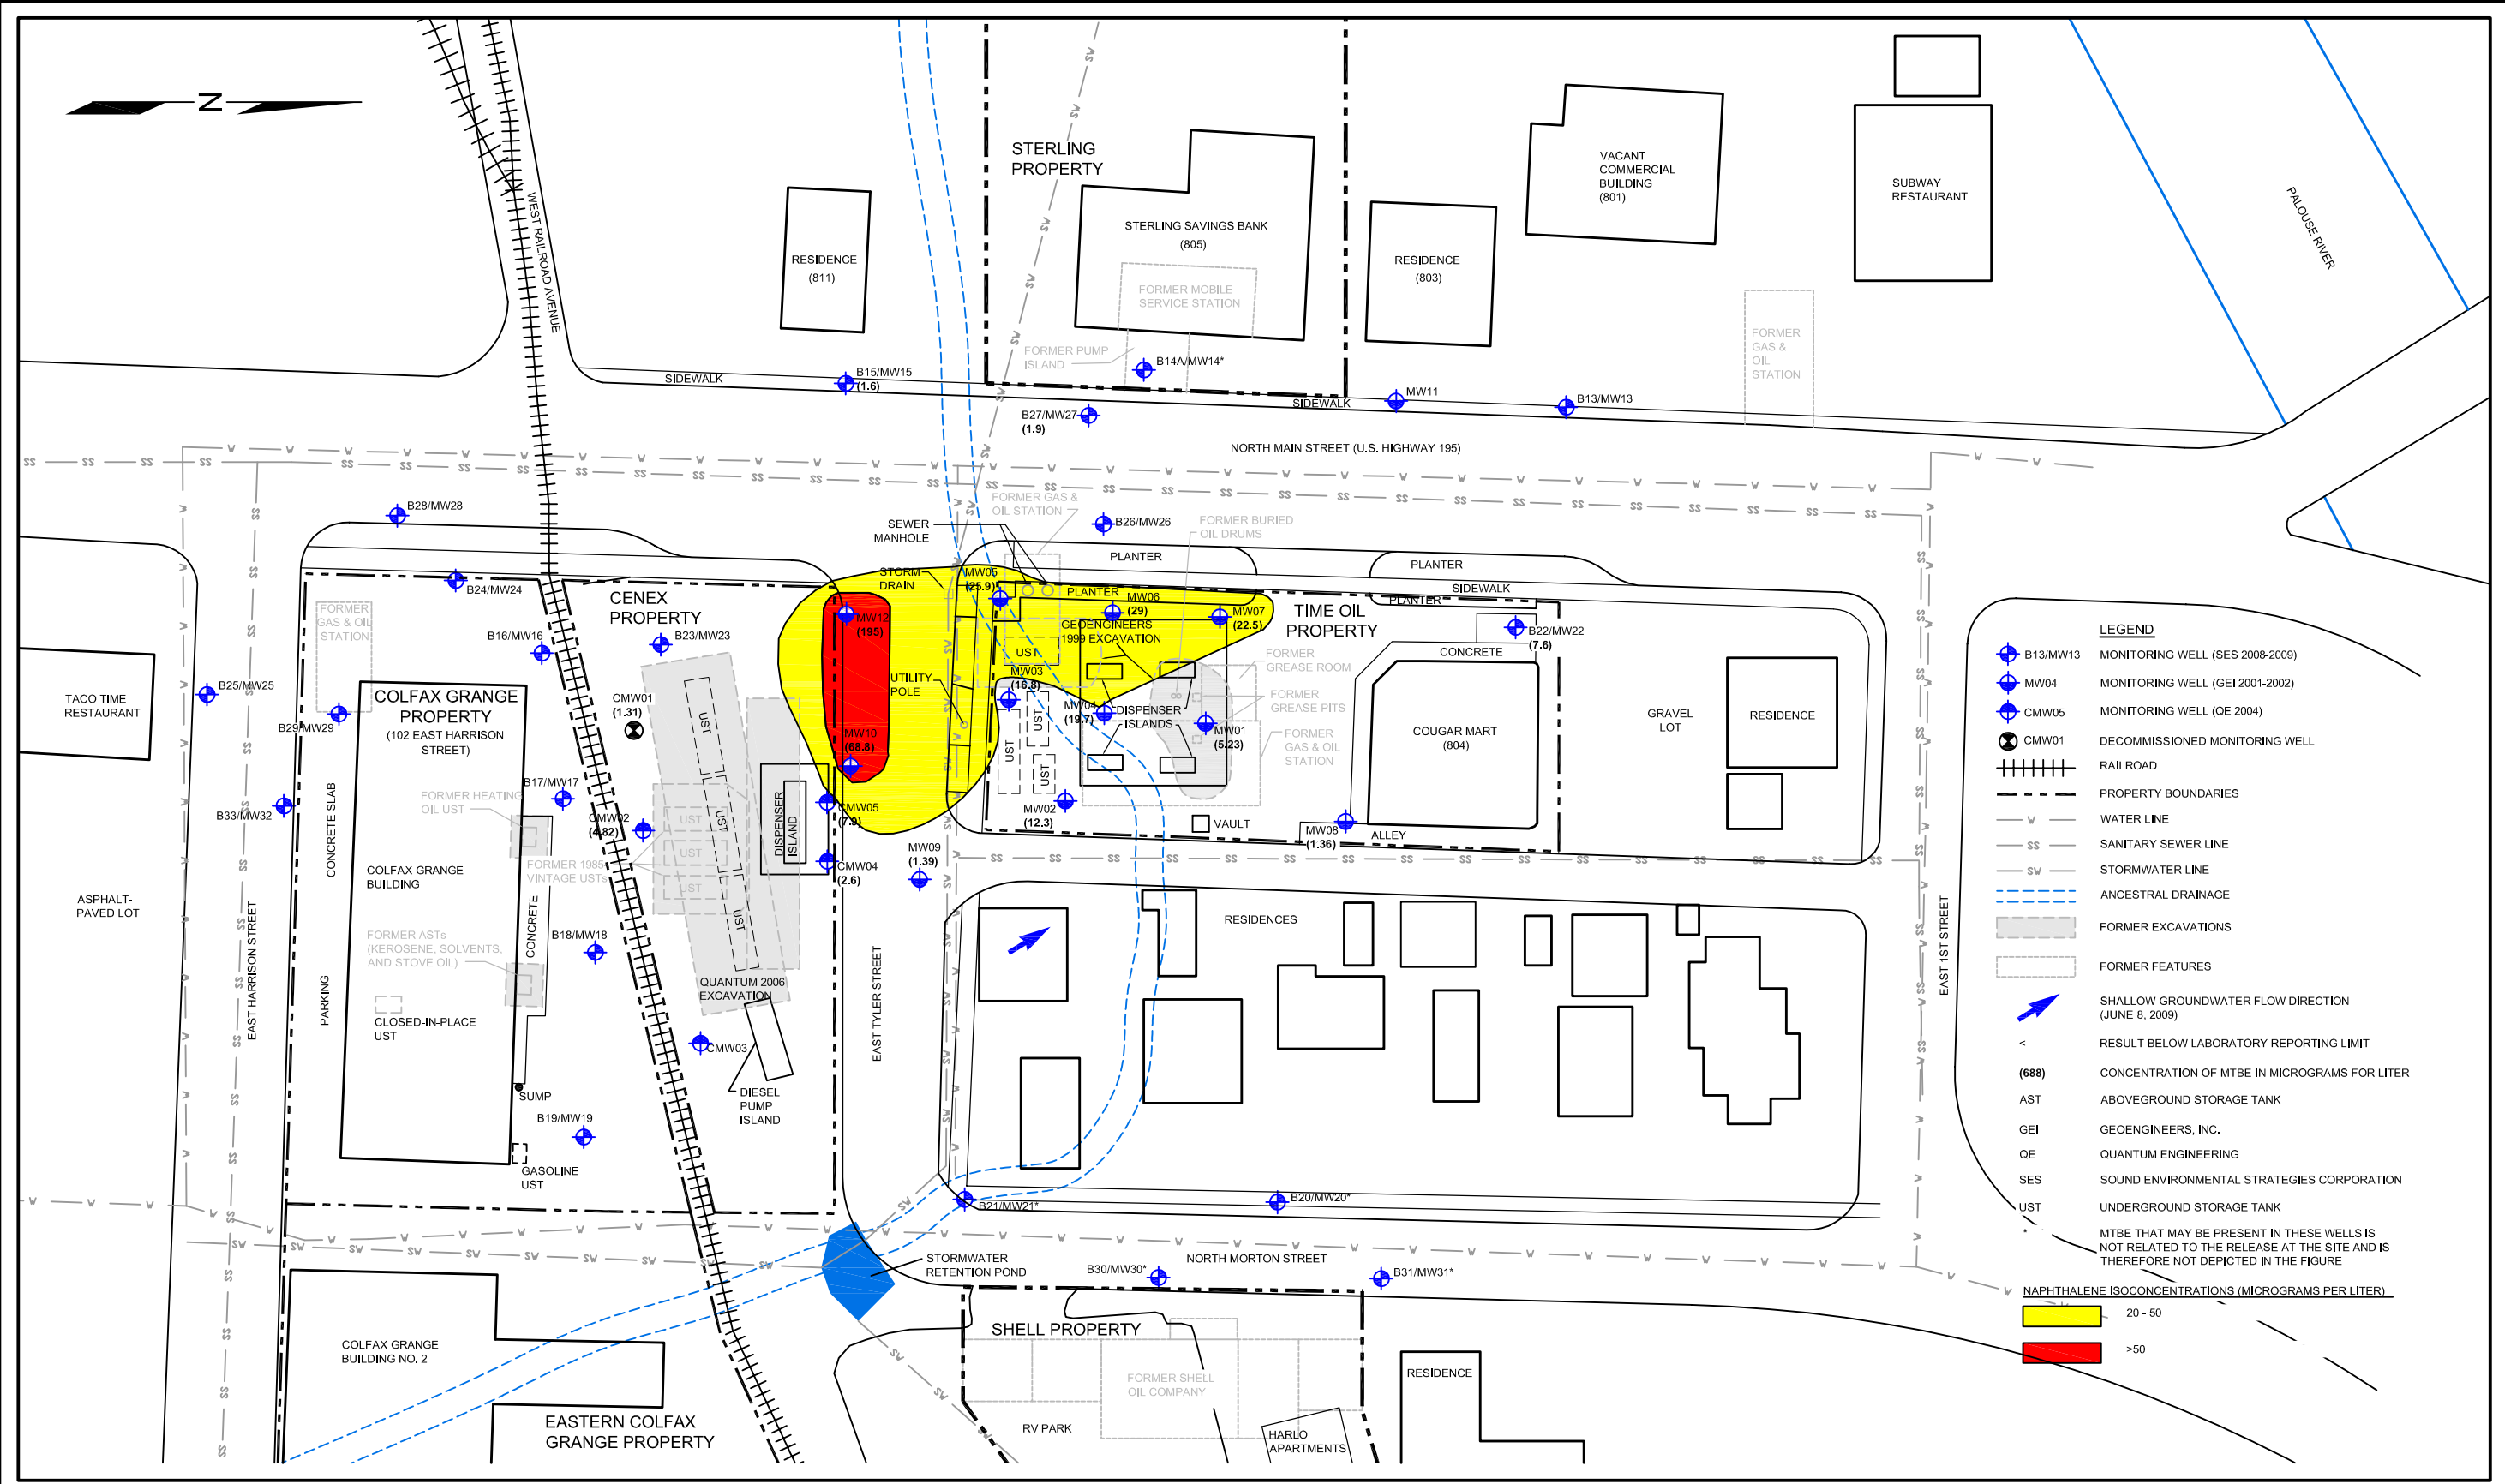 N
WEST RAILROAD AVENUE
STERLING
PROPERTY
STERLING SAVINGS BANK
(805)
FORMER MOBILE
SERVICE STATION
FORMER PUMP
ISLAND
RESIDENCE
(811)
RESIDENCE
(803)
VACANT
COMMERCIAL
BUILDING
(801)
SUBWAY
RESTAURANT
PALOUSE RIVER
FORMER
GAS &
OIL
STATION
B15/MW15
(1.6)
B14A/MW14*
B27/MW27
(1.9)
MW11
B13/MW13
SIDEWALK
SIDEWALK
NORTH MAIN STREET (U.S. HIGHWAY 195)
B28/MW28
B24/MW24
B16/MW16
B23/MW23
B25/MW25
B29/MW29
B33/MW32
TACO TIME
RESTAURANT
ASPHALT-
PAVED LOT
EAST HARRISON STREET
FORMER
GAS & OIL
STATION
COLFAX GRANGE
PROPERTY
(102 EAST HARRISON
STREET)
CONCRETE SLAB
PARKING
COLFAX GRANGE
BUILDING
FORMER HEATING
OIL UST
FORMER ASTs
(KEROSENE, SOLVENTS,
AND STOVE OIL)
CLOSED-IN-PLACE
UST
CONCRETE
SUMP
GASOLINE
UST
B17/MW17
B18/MW18
B19/MW19
CENEX
PROPERTY
CMW01
(1.31)
CMW02
(4.82)
CMW03
FORMER 1985
VINTAGE USTs
UST
UST
UST
UST
UST
UST
QUANTUM 2006
EXCAVATION
DISPENSER
ISLAND
DIESEL
PUMP
ISLAND
CMW05
(7.9)
CMW04
(2.6)
MW09
(1.39)
MW12
(195)
MW10
(68.8)
UTILITY
POLE
STORM
DRAIN
SEWER
MANHOLE
FORMER GAS &
OIL STATION
B26/MW26
FORMER BURIED
OIL DRUMS
PLANTER
PLANTER
PLANTER
PLANTER
SIDEWALK
MW05
(25.9)
MW06
(29)
MW07
(22.5)
GEOENGINEERS
1999 EXCAVATION
UST
UST
UST
UST
MW03
(16.8)
MW04
(19.7)
MW01
(5.23)
MW02
(12.3)
DISPENSER
ISLANDS
TIME OIL
PROPERTY
FORMER
GREASE ROOM
FORMER
GREASE PITS
FORMER
GAS & OIL
STATION
B22/MW22
(7.6)
CONCRETE
COUGAR MART
(804)
VAULT
MW08
(1.36)
ALLEY
GRAVEL
LOT
RESIDENCE
EAST TYLER STREET
RESIDENCES
EAST 1ST STREET
B21/MW21*
B20/MW20*
B30/MW30*
B31/MW31*
NORTH MORTON STREET
STORMWATER
RETENTION POND
SHELL PROPERTY
FORMER SHELL
OIL COMPANY
RV PARK
HARLO
APARTMENTS
RESIDENCE
COLFAX GRANGE
BUILDING NO. 2
EASTERN COLFAX
GRANGE PROPERTY
LEGEND
B13/MW13 MONITORING WELL (SES 2008-2009)
MW04 MONITORING WELL (GEI 2001-2002)
CMW05 MONITORING WELL (QE 2004)
CMW01 DECOMMISSIONED MONITORING WELL
RAILROAD
PROPERTY BOUNDARIES
W WATER LINE
SS SANITARY SEWER LINE
SW STORMWATER LINE
ANCESTRAL DRAINAGE
FORMER EXCAVATIONS
FORMER FEATURES
SHALLOW GROUNDWATER FLOW DIRECTION
(JUNE 8, 2009)
< RESULT BELOW LABORATORY REPORTING LIMIT
(688) CONCENTRATION OF MTBE IN MICROGRAMS FOR LITER
AST ABOVEGROUND STORAGE TANK
GEI GEOENGINEERS, INC.
QE QUANTUM ENGINEERING
SES SOUND ENVIRONMENTAL STRATEGIES CORPORATION
UST UNDERGROUND STORAGE TANK
* MTBE THAT MAY BE PRESENT IN THESE WELLS IS
NOT RELATED TO THE RELEASE AT THE SITE AND IS
THEREFORE NOT DEPICTED IN THE FIGURE
NAPHTHALENE ISOCONCENTRATIONS (MICROGRAMS PER LITER)
20 - 50
>50